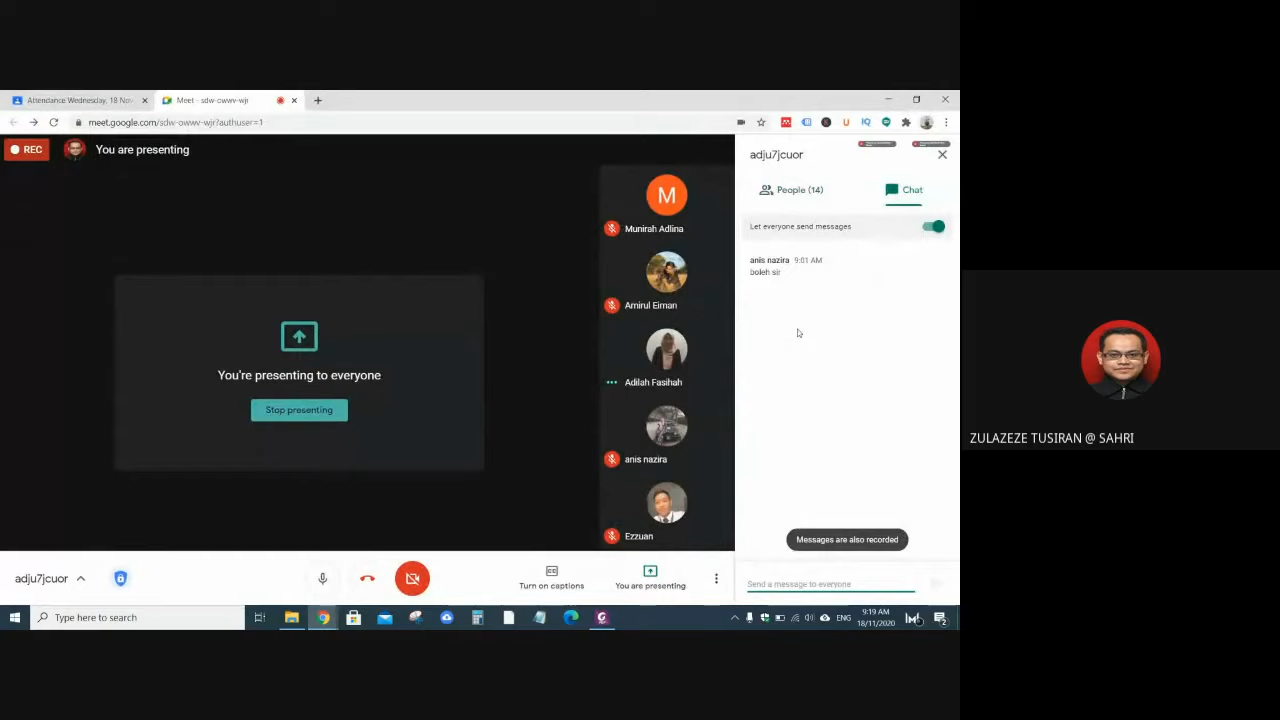 Attendance Wednesday, 18 Nov
Meet - sdw-owwv-wjr
meet.google.com/sdw-owwv-wjr?authuser=1
REC
You are presenting
adju7jcuor
People (14)
Chat
Let everyone send messages
anis nazira 9:01 AM
boleh sir
M
Munirah Adlina
Amirul Eiman
Adilah Fasihah
anis nazira
Ezzuan
You're presenting to everyone
Stop presenting
ZULAZEZE TUSIRAN @ SAHRI
Messages are also recorded
Send a message to everyone
adju7jcuor
Turn on captions
You are presenting
Type here to search
ENG
9:19 AM
18/11/2020